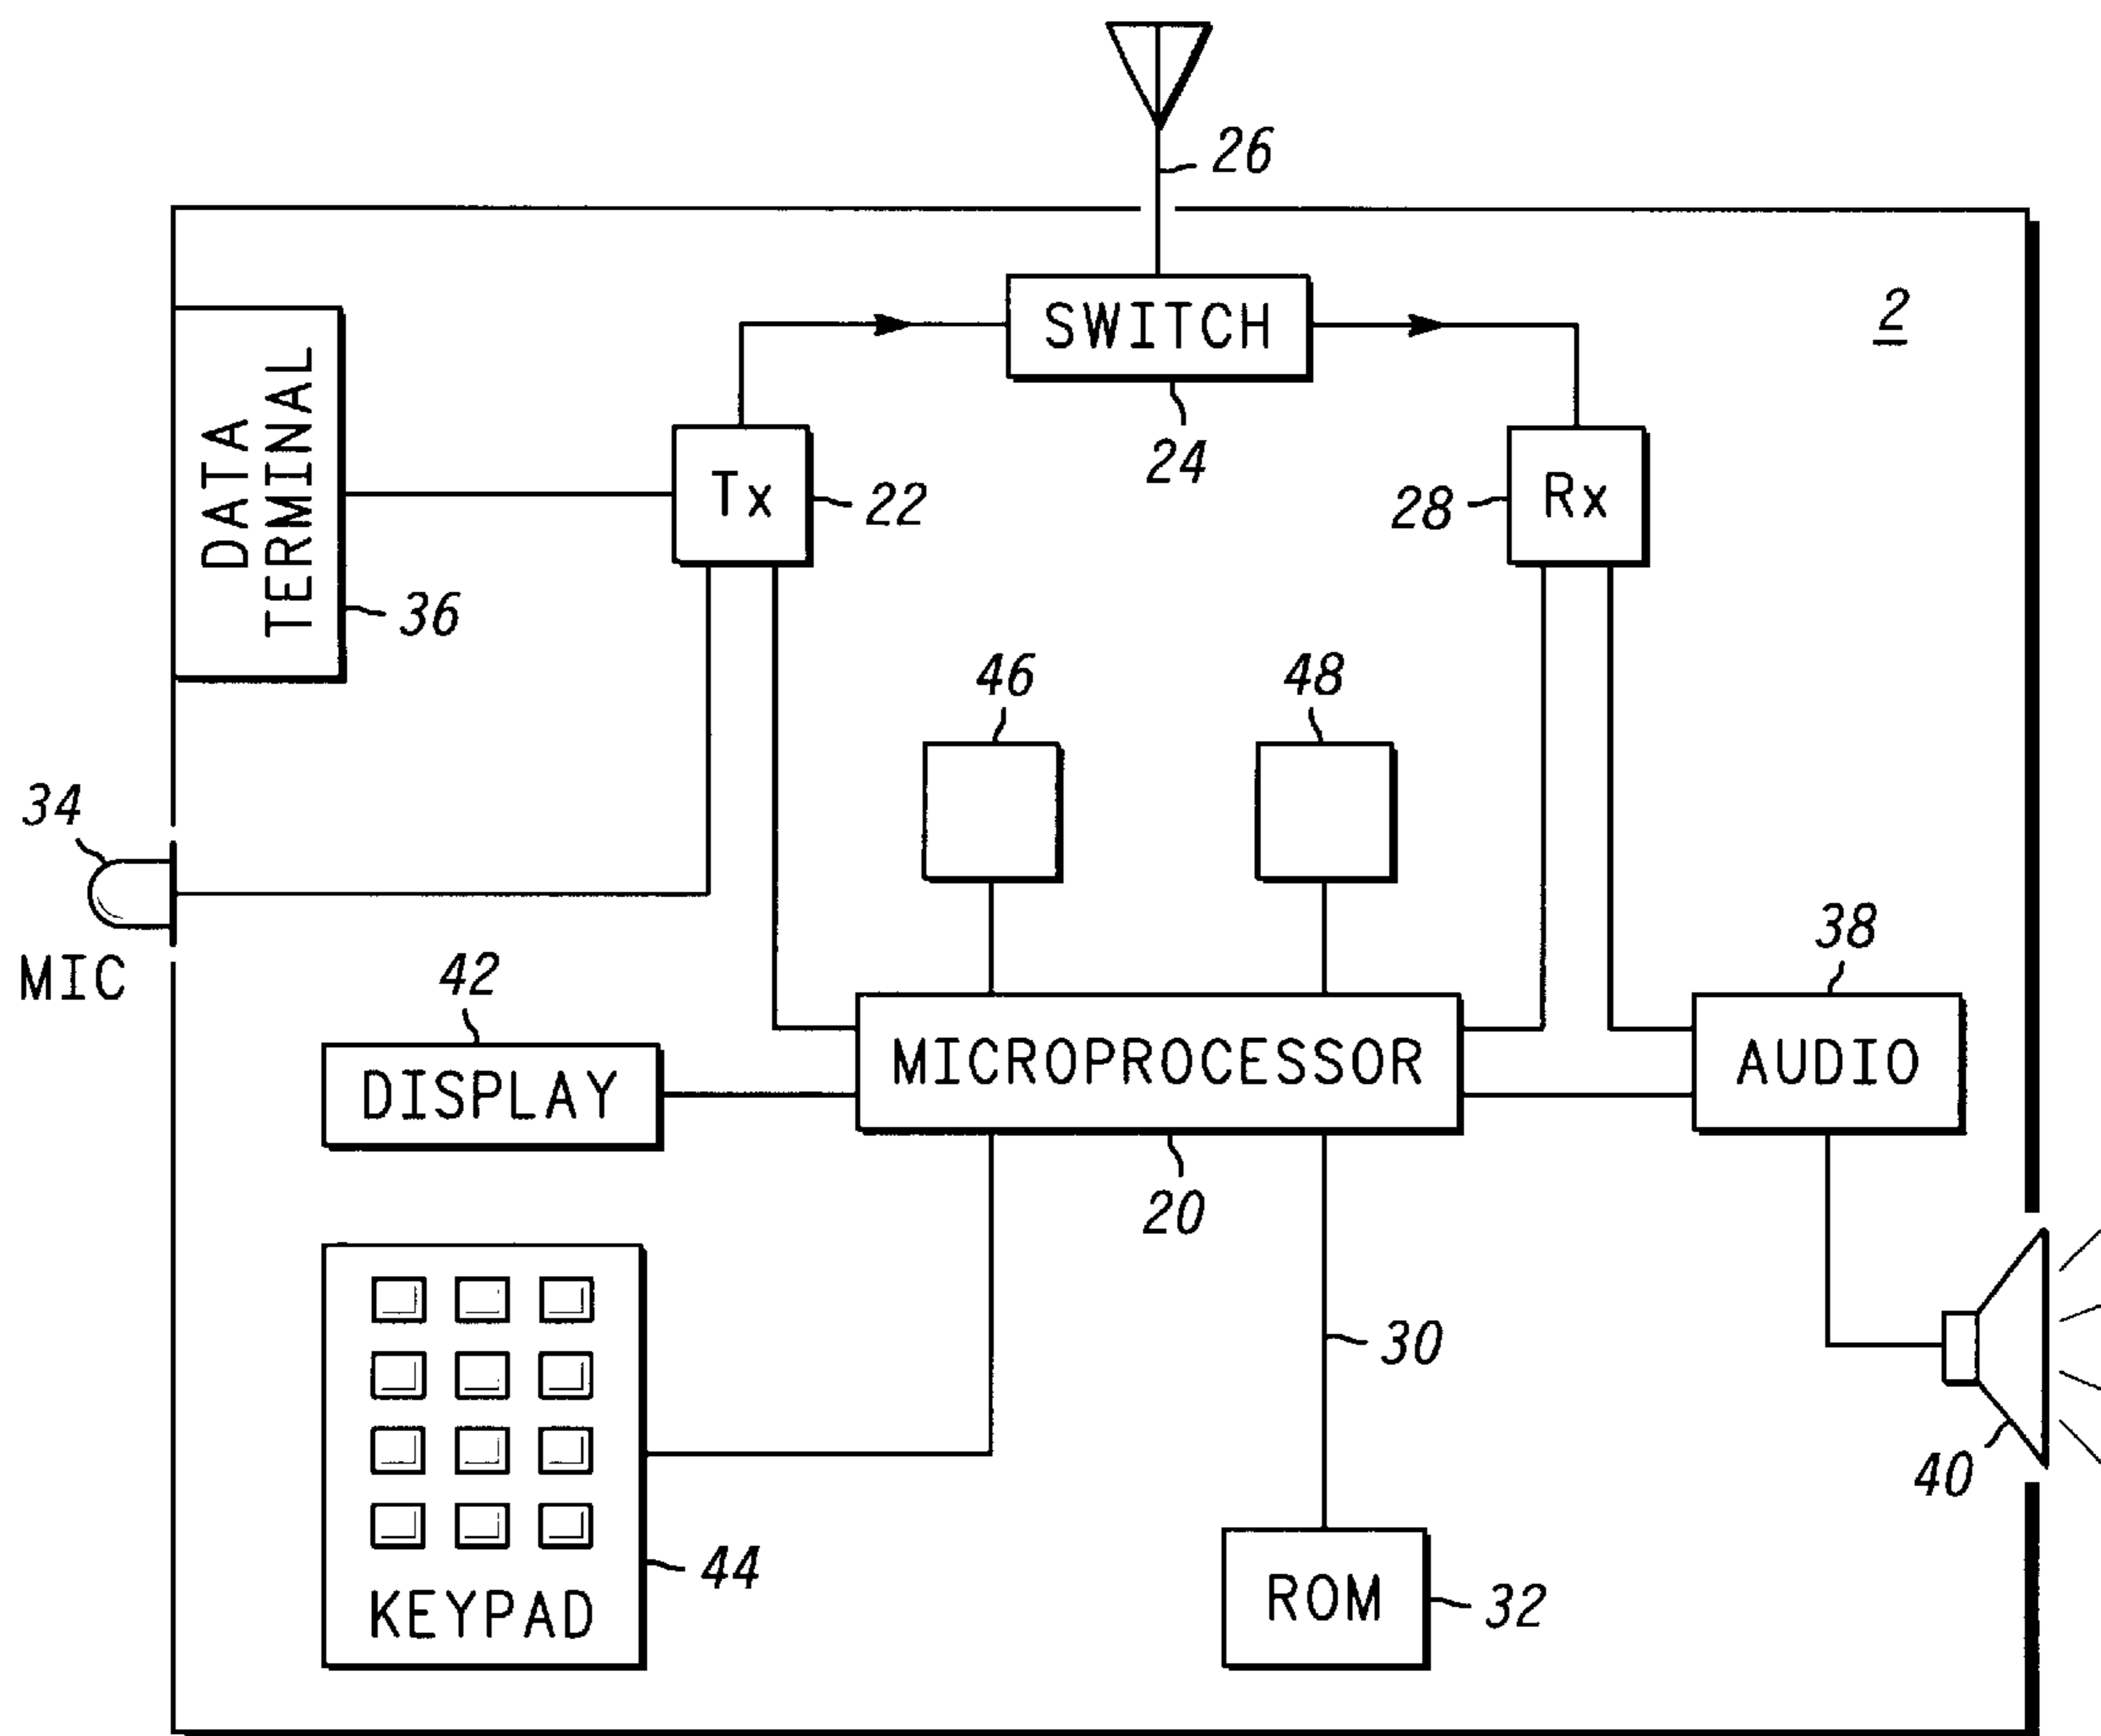 26
2
SWITCH
24
DATA
TERMINAL
36
Tx
22
28
Rx
46
48
34
MIC
38
42
DISPLAY
MICROPROCESSOR
20
AUDIO
30
40
KEYPAD
44
ROM
32